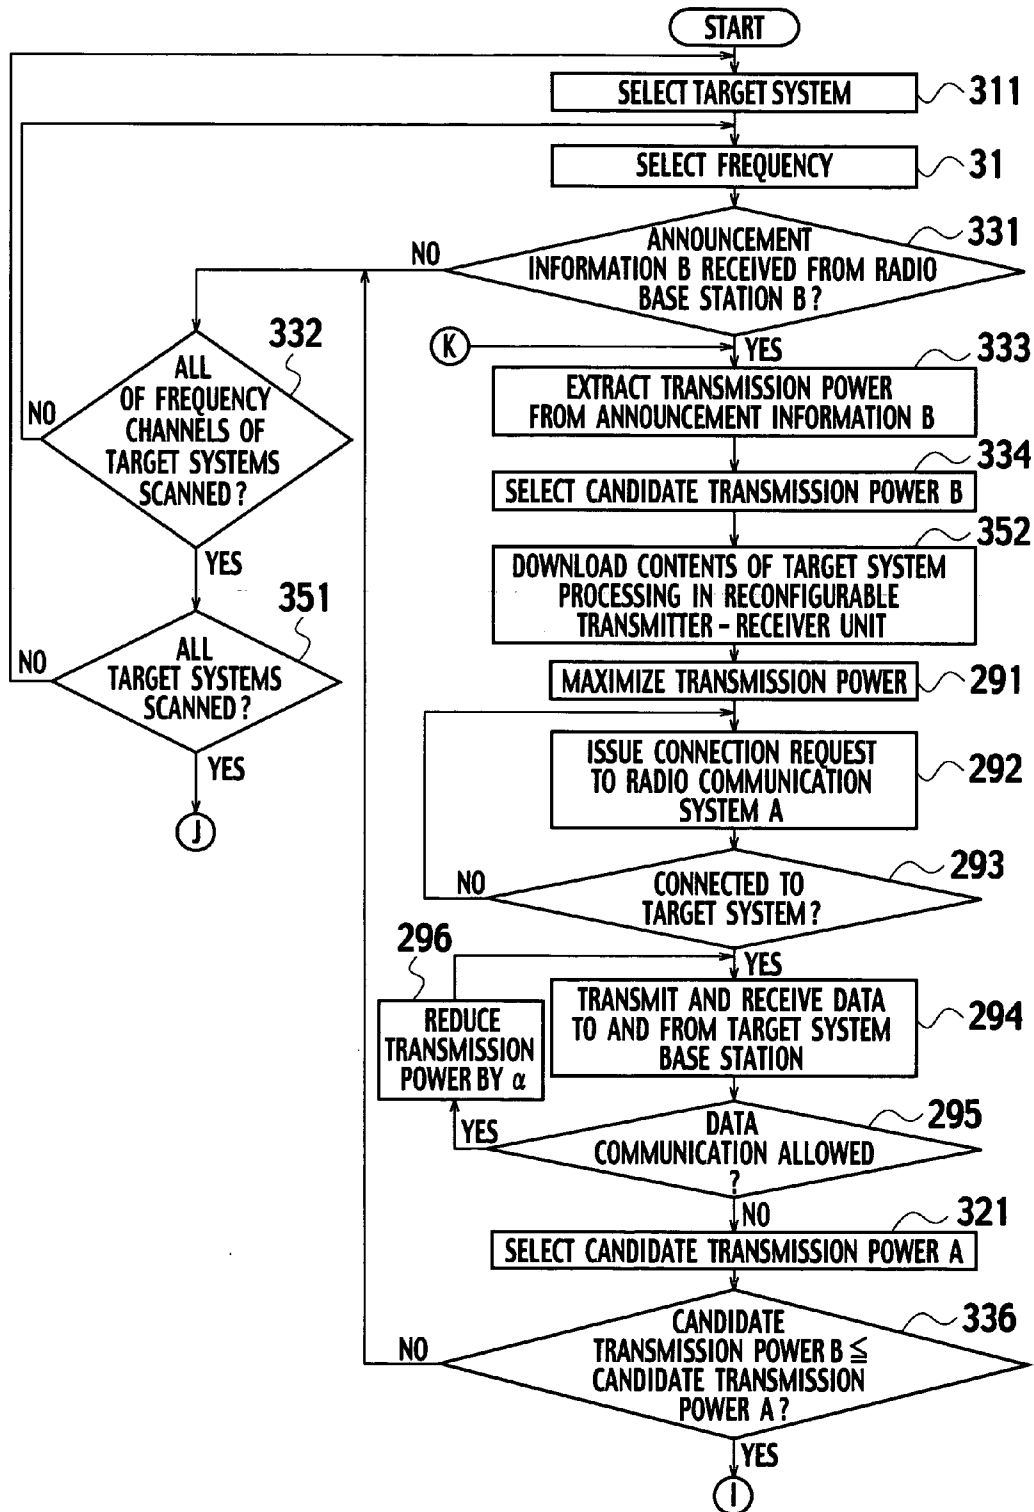 START
SELECT TARGET SYSTEM
311
SELECT FREQUENCY
31
ANNOUNCEMENT
INFORMATION B RECEIVED FROM RADIO
BASE STATION B?
331
NO
YES
K
332
ALL
OF FREQUENCY
CHANNELS OF
TARGET SYSTEMS
SCANNED?
NO
YES
351
ALL
TARGET SYSTEMS
SCANNED?
NO
YES
J
333
EXTRACT TRANSMISSION POWER
FROM ANNOUNCEMENT INFORMATION B
334
SELECT CANDIDATE TRANSMISSION POWER B
352
DOWNLOAD CONTENTS OF TARGET SYSTEM
PROCESSING IN RECONFIGURABLE
TRANSMITTER-RECEIVER UNIT
MAXIMIZE TRANSMISSION POWER
291
ISSUE CONNECTION REQUEST
TO RADIO COMMUNICATION
SYSTEM A
292
CONNECTED TO
TARGET SYSTEM?
293
NO
YES
296
REDUCE
TRANSMISSION
POWER BY α
TRANSMIT AND RECEIVE DATA
TO AND FROM TARGET SYSTEM
BASE STATION
294
DATA
COMMUNICATION ALLOWED
?
295
YES
NO
321
SELECT CANDIDATE TRANSMISSION POWER A
CANDIDATE
TRANSMISSION POWER B ≦
CANDIDATE TRANSMISSION
POWER A?
336
NO
YES
I